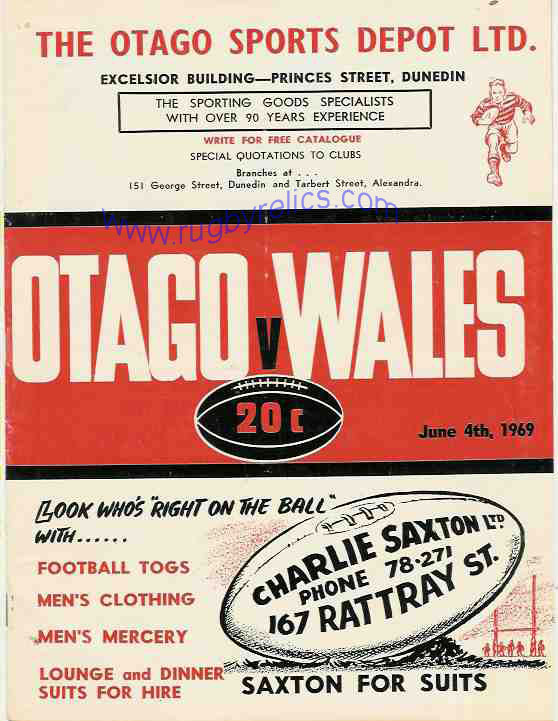 THE OTAGO SPORTS DEPOT LTD.
EXCELSIOR BUILDING—PRINCES STREET, DUNEDIN
THE SPORTING GOODS SPECIALISTS
WITH OVER 90 YEARS EXPERIENCE
WRITE FOR FREE CATALOGUE
SPECIAL QUOTATIONS TO CLUBS
Branches at . . .
151 George Street, Dunedin and Tarbert Street, Alexandra.
www.rugbyrelics.com
OTAGO v WALES
20c
June 4th, 1969
LOOK WHO'S "RIGHT ON THE BALL"
WITH......
FOOTBALL TOGS
MEN'S CLOTHING
MEN'S MERCERY
LOUNGE and DINNER
SUITS FOR HIRE
CHARLIE SAXTON LTD.
PHONE 78-271
167 RATTRAY ST.
SAXTON FOR SUITS